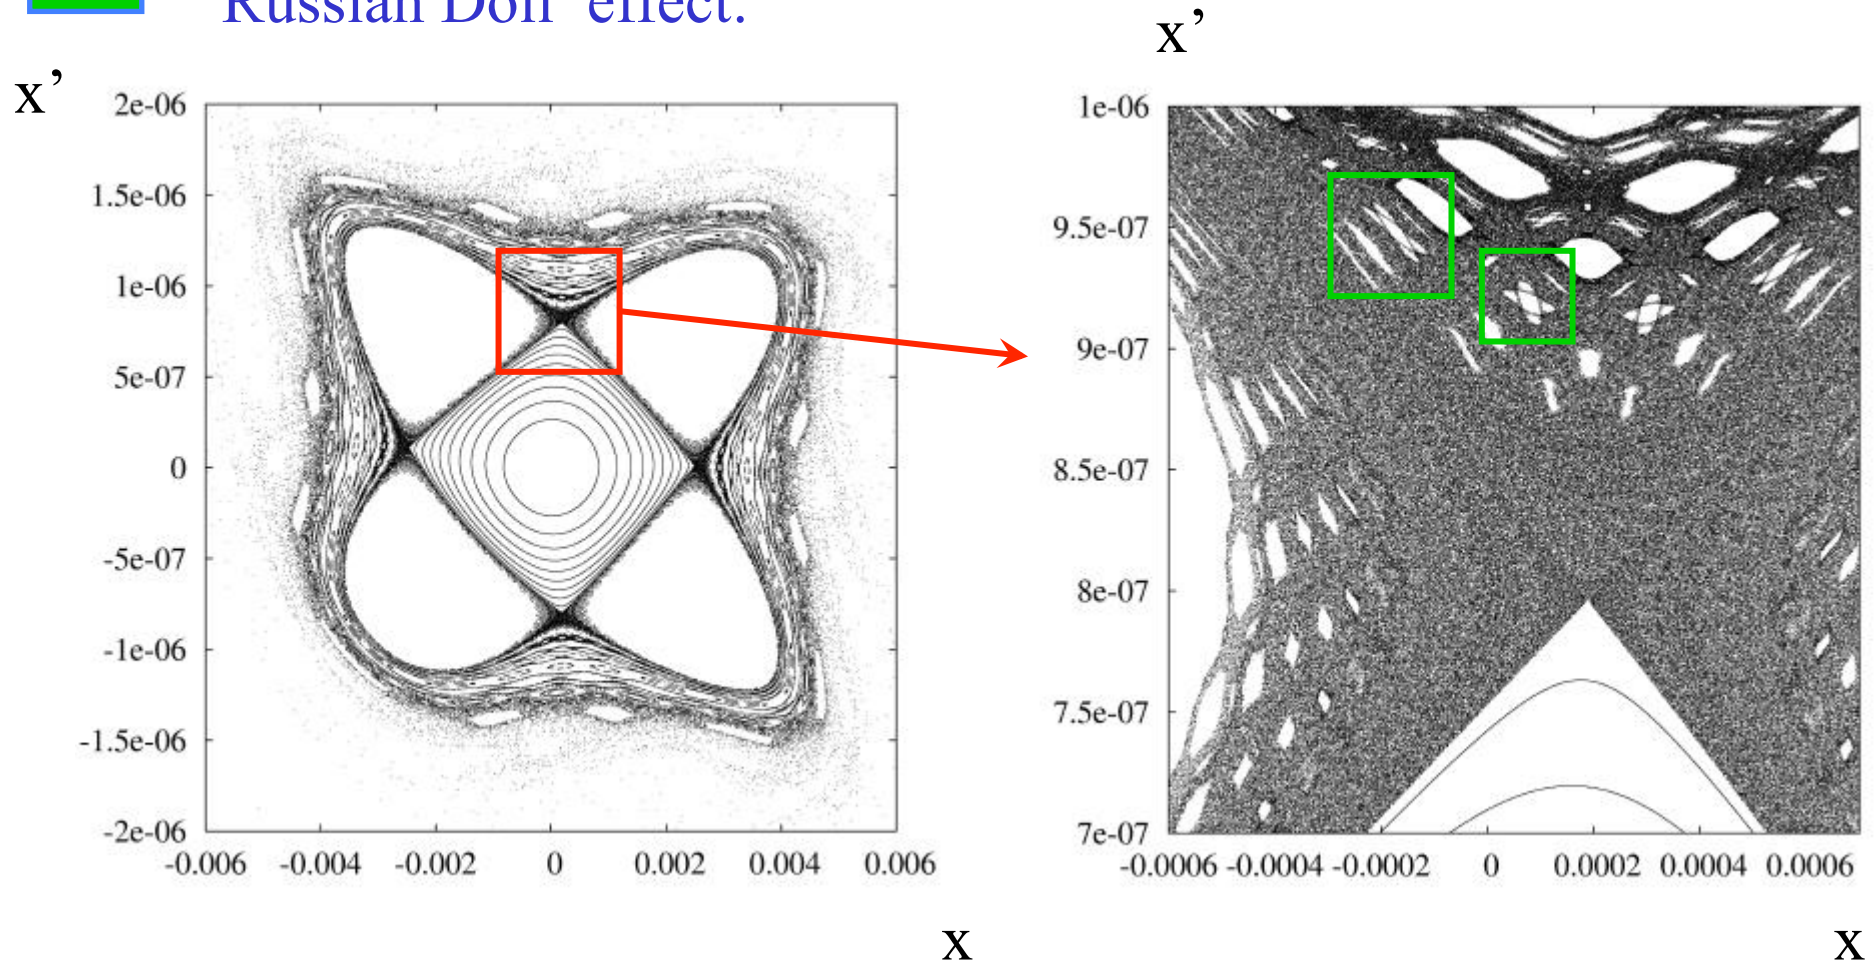 Russian Doll effect.
x’
2e-06
1.5e-06
1e-06
5e-07
0
-5e-07
-1e-06
-1.5e-06
-2e-06
-0.006 -0.004 -0.002 0 0.002 0.004 0.006
x
x’
1e-06
9.5e-07
9e-07
8.5e-07
8e-07
7.5e-07
7e-07
-0.0006 -0.0004 -0.0002 0 0.0002 0.0004 0.0006
x